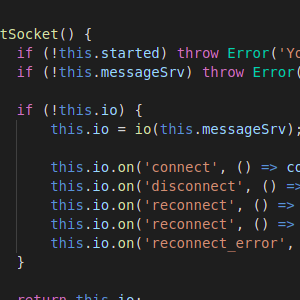 tSocket() {
if (!this.started) throw Error('Yo
if (!this.messageSrv) throw Error(
if (!this.io) {
this.io = io(this.messageSrv);
this.io.on('connect', () => co
this.io.on('disconnect', () =>
this.io.on('reconnect', () =>
this.io.on('reconnect', () =>
this.io.on('reconnect_error',
}
return this.io;